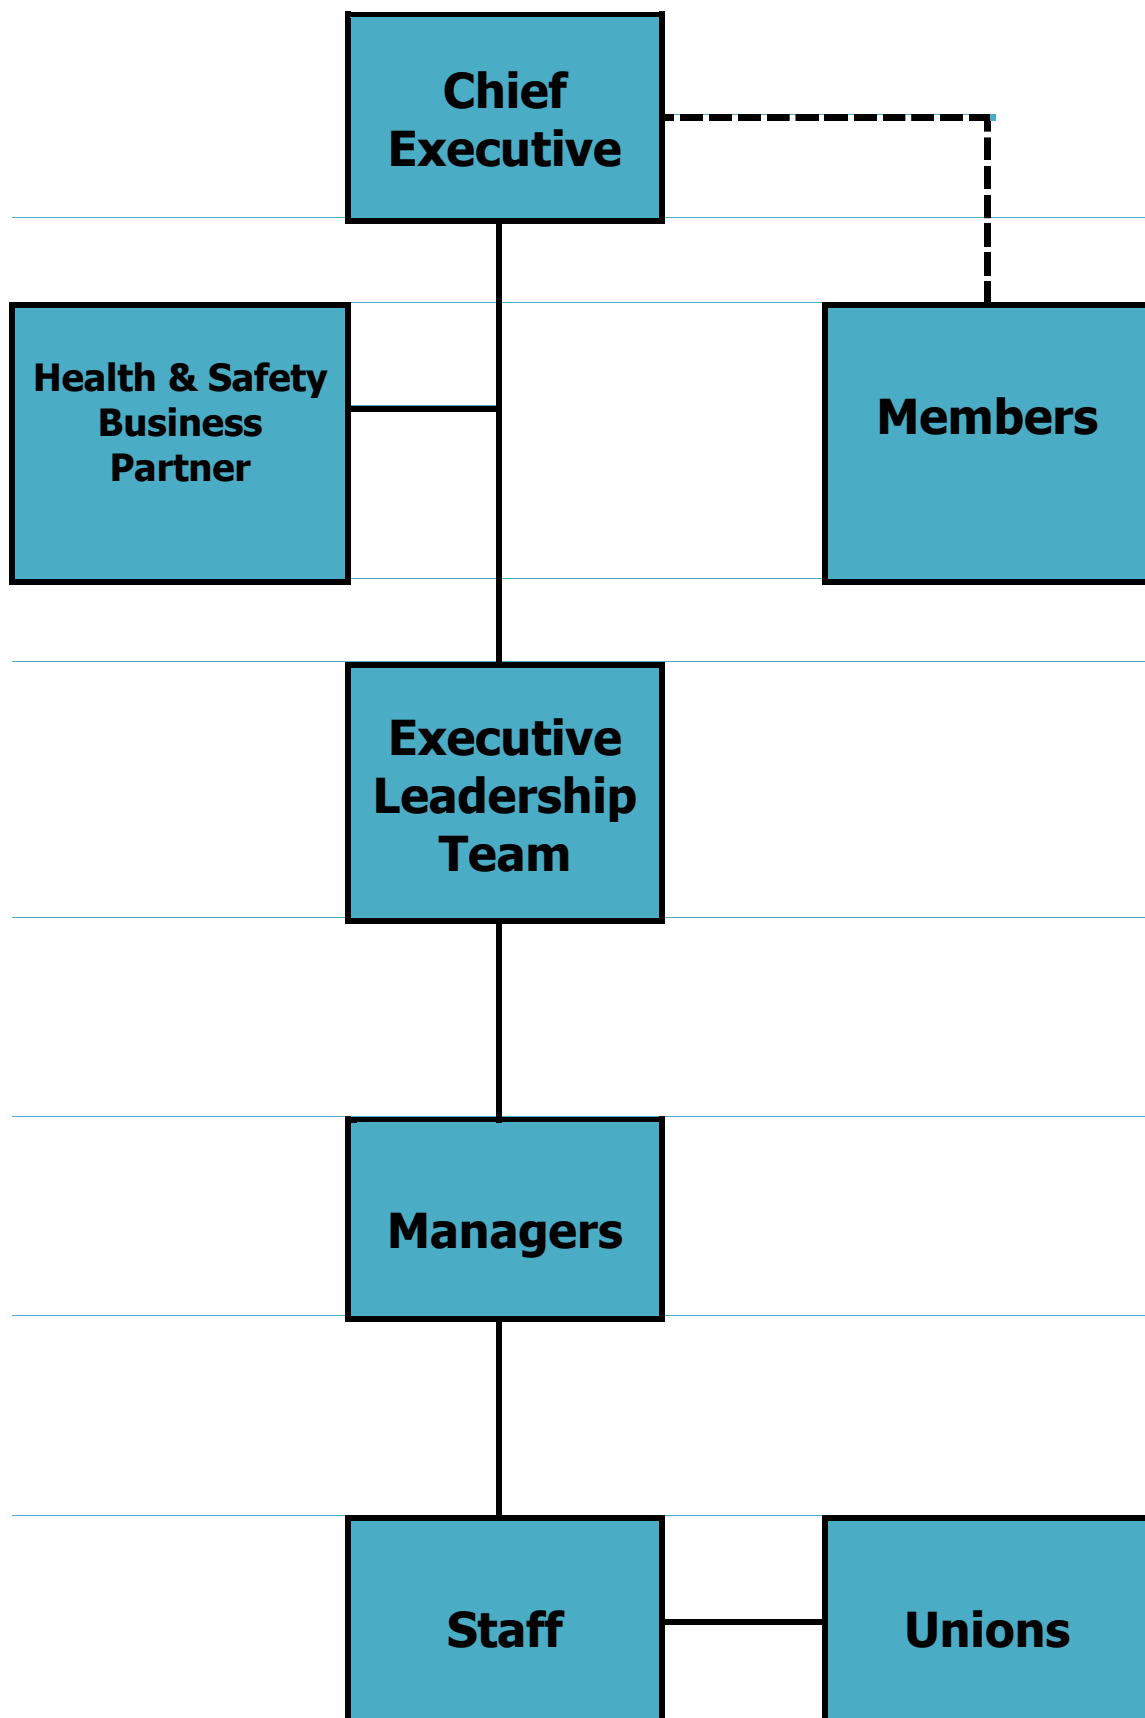 Chief
Executive
Health & Safety
Business
Partner
Members
Executive
Leadership
Team
Managers
Staff
Unions